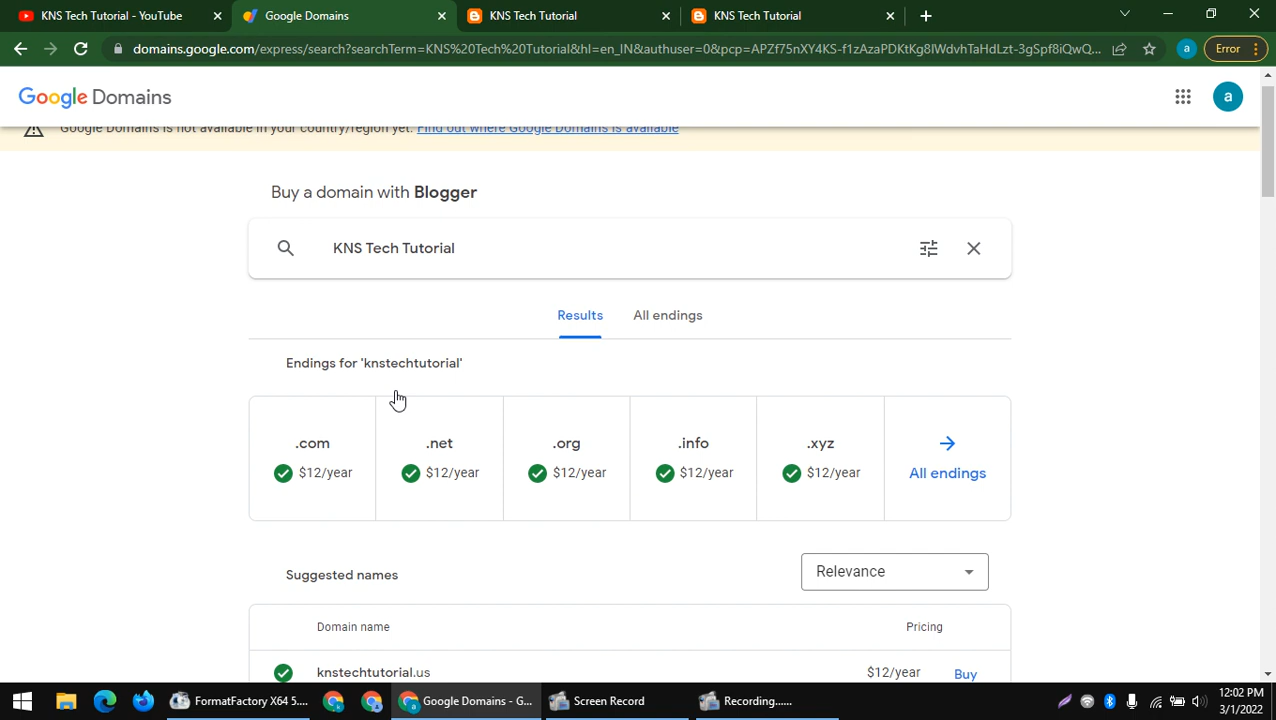 KNS Tech Tutorial - YouTube
Google Domains
KNS Tech Tutorial
KNS Tech Tutorial
domains.google.com/express/search?searchTerm=KNS%20Tech%20Tutorial&hl=en_IN&authuser=0&pcp=APZf75nXY4KS-f1zAzaPDKtKg8IWdvhTaHdLzt-3gSpf8iQwQ...
a
Error
Google Domains
a
Google Domains is not available in your country/region yet. Find out where Google Domains is available
Buy a domain with Blogger
KNS Tech Tutorial
Results
All endings
Endings for 'knstechtutorial'
.com
.net
.org
.info
.xyz
$12/year
$12/year
$12/year
$12/year
$12/year
All endings
Suggested names
Relevance
Domain name
Pricing
knstechtutorial.us
$12/year
Buy
FormatFactory X64 5....
Google Domains - G...
Screen Record
Recording......
12:02 PM
3/1/2022